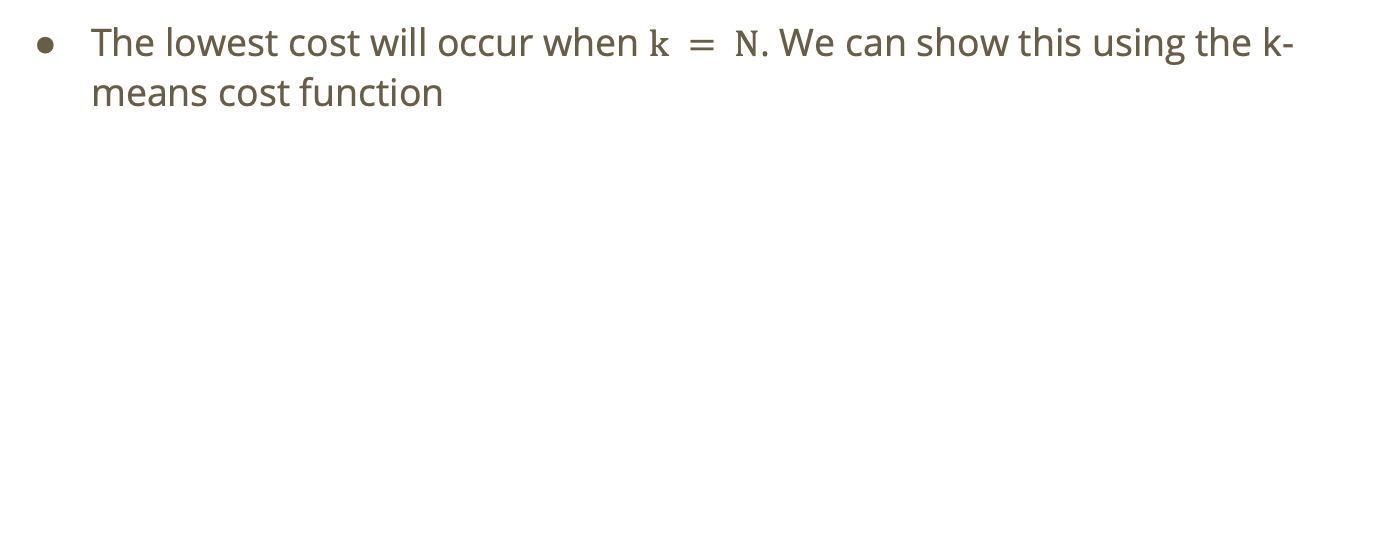 ● The lowest cost will occur when k = N. We can show this using the k-
means cost function